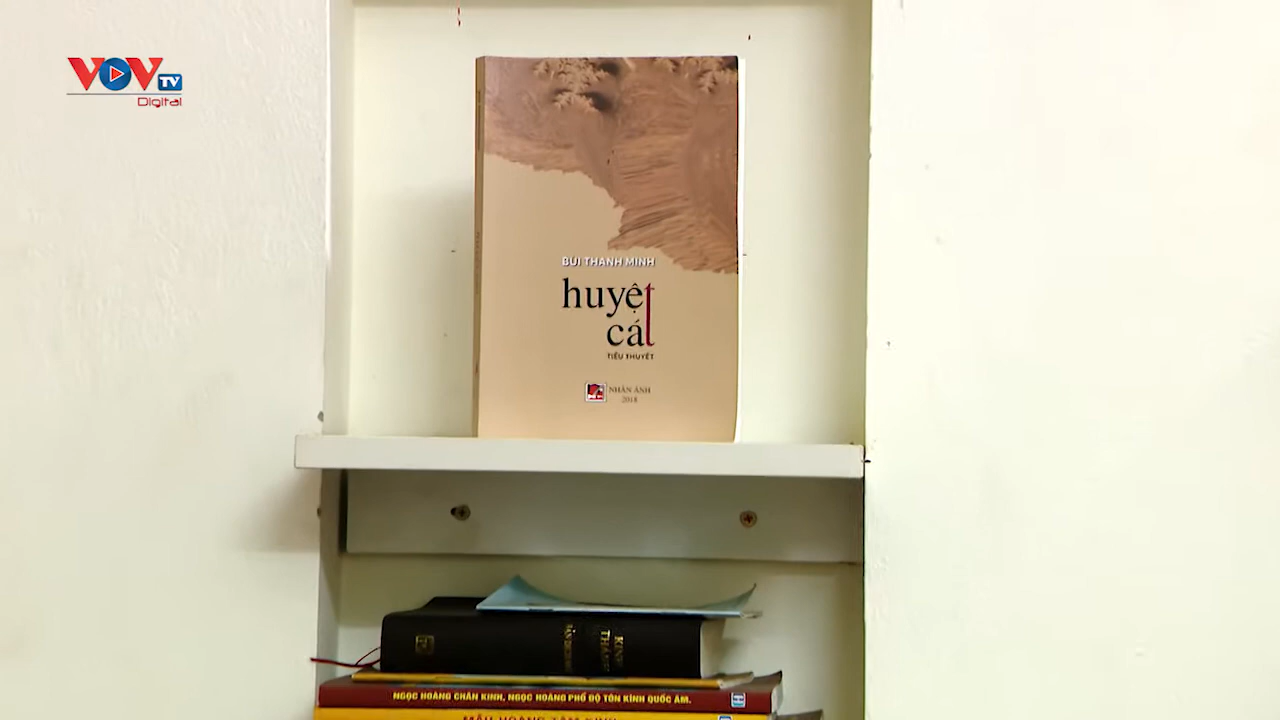 VOV TV
Digital
BÙI THANH MINH
huyệt
cát
TIỂU THUYẾT
NHÂN ẢNH
2018
KINH
THÁNH
NGỌC HOÀNG CHÂN KINH, NGỌC HOÀNG PHỔ ĐỘ TÔN KINH QUỐC ÂM.